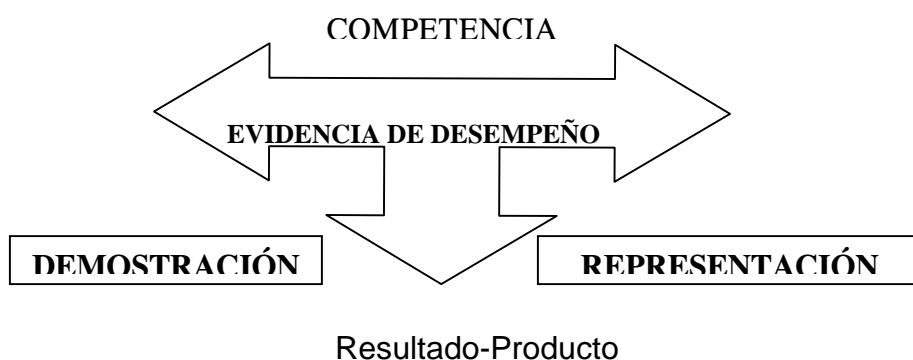 COMPETENCIA
EVIDENCIA DE DESEMPEÑO
DEMOSTRACIÓN
REPRESENTACIÓN
Resultado-Producto